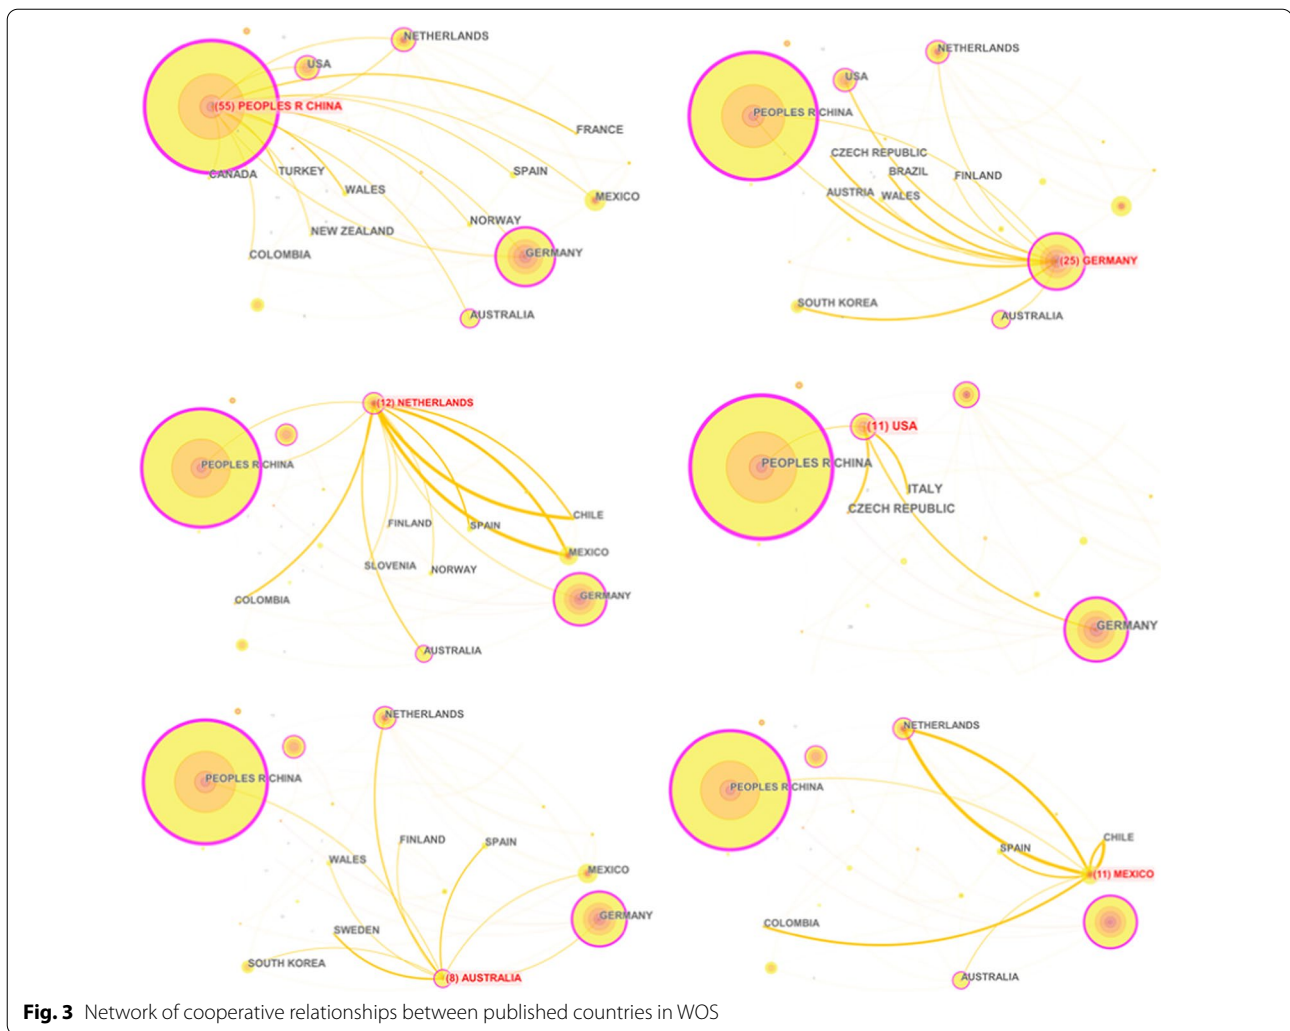 NETHERLANDS
USA
(55) PEOPLES R CHINA
FRANCE
CANADA
TURKEY
SPAIN
WALES
MEXICO
NORWAY
NEW ZEALAND
COLOMBIA
GERMANY
AUSTRALIA
NETHERLANDS
USA
PEOPLES R CHINA
CZECH REPUBLIC
BRAZIL
FINLAND
AUSTRIA
WALES
(25) GERMANY
SOUTH KOREA
AUSTRALIA
(12) NETHERLANDS
PEOPLES R CHINA
CHILE
FINLAND
SPAIN
MEXICO
SLOVENIA
NORWAY
GERMANY
COLOMBIA
AUSTRALIA
(11) USA
PEOPLES R CHINA
ITALY
CZECH REPUBLIC
GERMANY
NETHERLANDS
PEOPLES R CHINA
FINLAND
SPAIN
WALES
MEXICO
GERMANY
SWEDEN
SOUTH KOREA
(8) AUSTRALIA
NETHERLANDS
PEOPLES R CHINA
CHILE
SPAIN
(11) MEXICO
COLOMBIA
AUSTRALIA
Fig. 3 Network of cooperative relationships between published countries in WOS